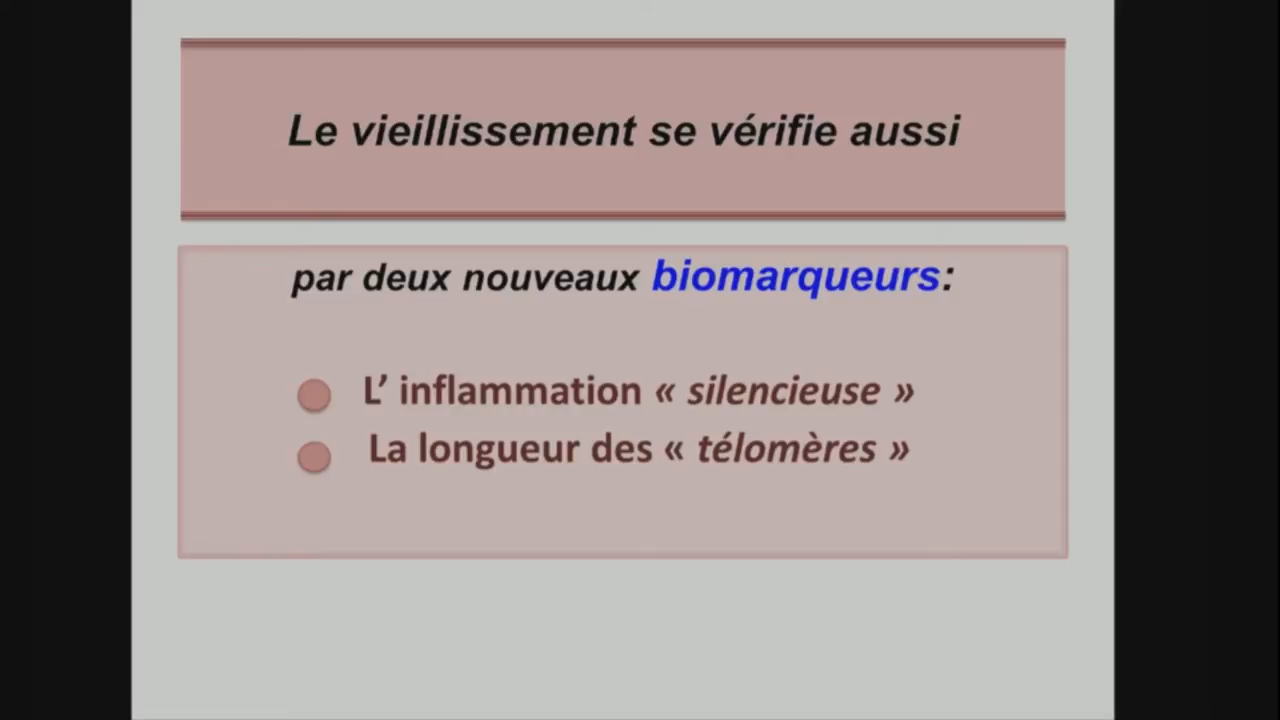 Le vieillissement se vérifie aussi
par deux nouveaux biomarqueurs:
L’ inflammation « silencieuse »
La longueur des « télomères »